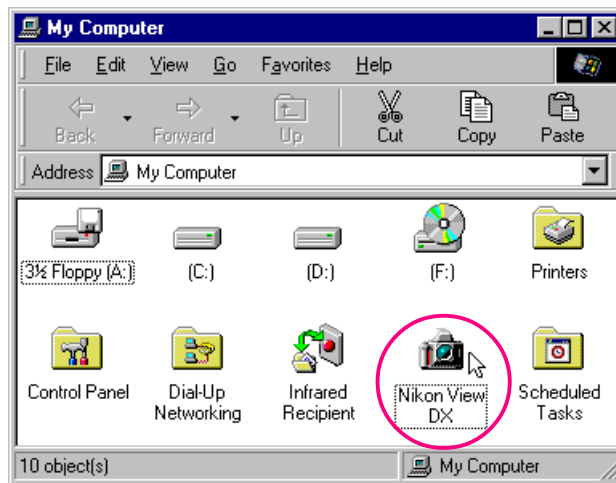 My Computer
File Edit View Go Favorites Help
Back Forward Up Cut Copy Paste
Address My Computer
3½ Floppy (A:) (C:) (D:) (F:) Printers
Control Panel Dial-Up Infrared Nikon View Scheduled
Networking Recipient DX Tasks
10 object(s) My Computer